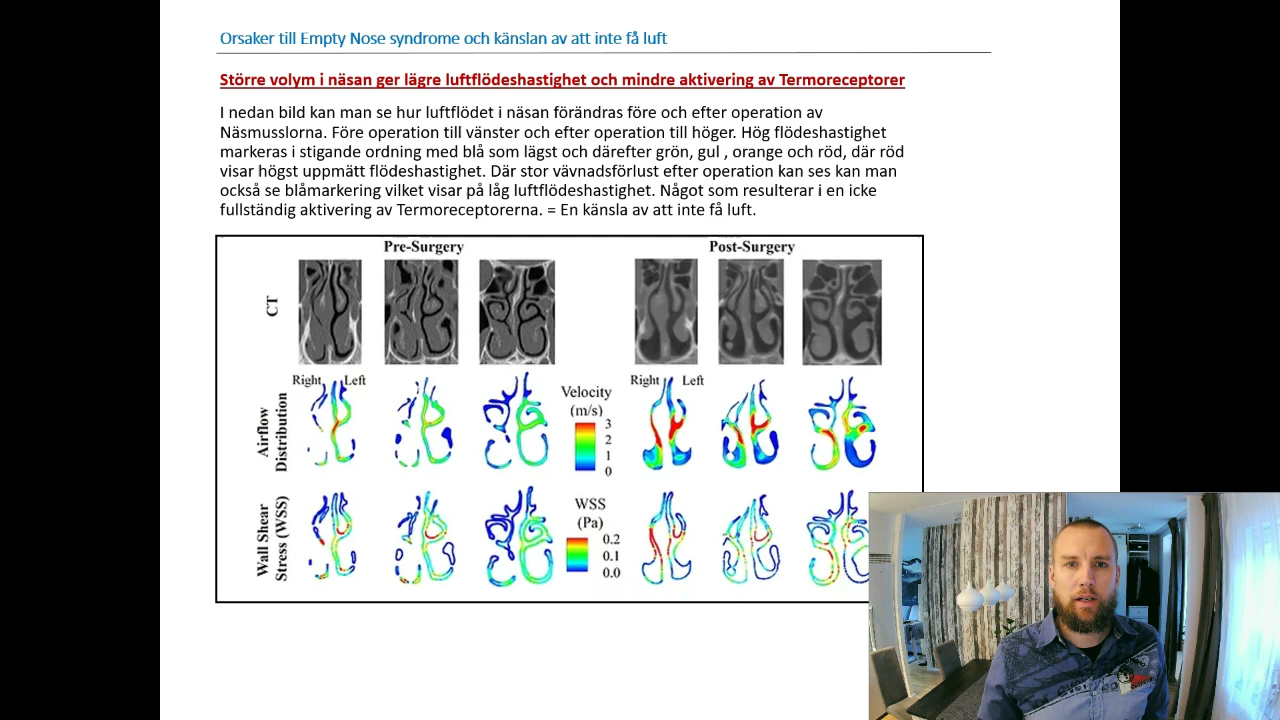 Orsaker till Empty Nose syndrome och känslan av att inte få luft
Större volym i näsan ger lägre luftflödeshastighet och mindre aktivering av Termoreceptorer
I nedan bild kan man se hur luftflödet i näsan förändras före och efter operation av
Näsmusslorna. Före operation till vänster och efter operation till höger. Hög flödeshastighet
markeras i stigande ordning med blå som lägst och därefter grön, gul , orange och röd, där röd
visar högst uppmätt flödeshastighet. Där stor vävnadsförlust efter operation kan ses kan man
också se blåmarkering vilket visar på låg luftflödeshastighet. Något som resulterar i en icke
fullständig aktivering av Termoreceptorerna. = En känsla av att inte få luft.
Pre-Surgery
Post-Surgery
CT
Right Left
Right Left
Airflow
Distribution
Velocity
(m/s)
3
2
1
0
Wall Shear
Stress (WSS)
WSS
(Pa)
0.2
0.1
0.0